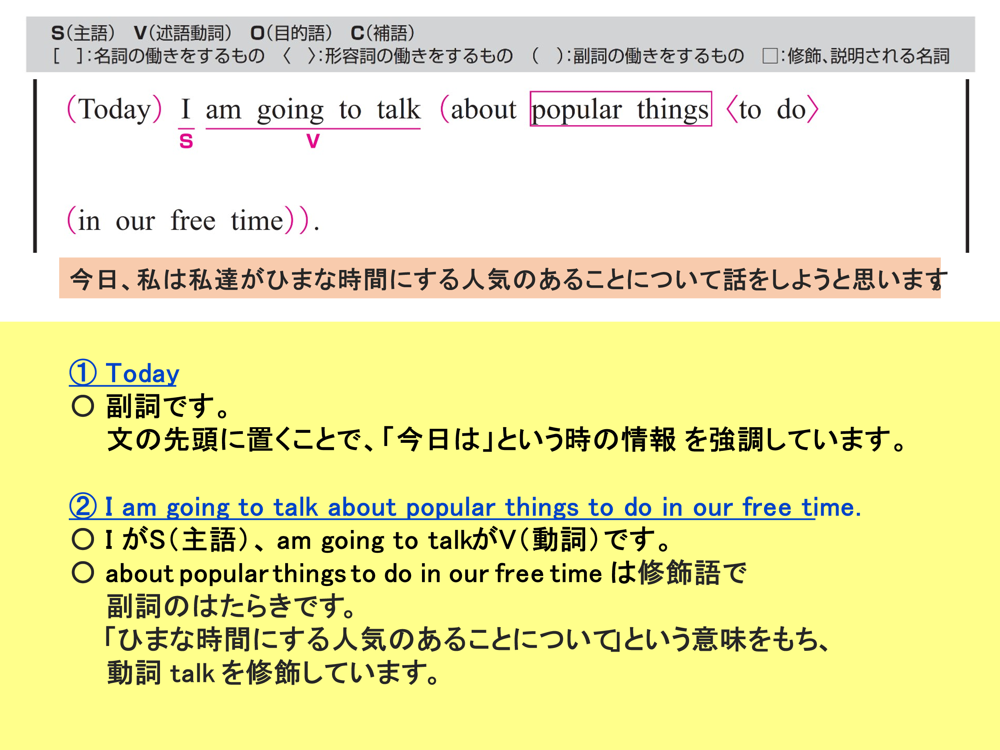 S(主語) V(述語動詞) O(目的語) C(補語)
[ ]:名詞の働きをするもの 〈 〉:形容詞の働きをするもの ( ):副詞の働きをするもの □:修飾、説明される名詞
(Today) I am going to talk (about popular things 〈to do〉
S V
(in our free time)).
今日、私は私達がひまな時間にする人気のあることについて話をしようと思います。
① Today
○ 副詞です。
文の先頭に置くことで、「今日は」という時の情報 を強調しています。
② I am going to talk about popular things to do in our free time.
○ I がS(主語)、am going to talkがV(動詞)です。
○ about popular things to do in our free time は修飾語で
副詞のはたらきです。
「ひまな時間にする人気のあることについて」という意味をもち、
動詞 talk を修飾しています。